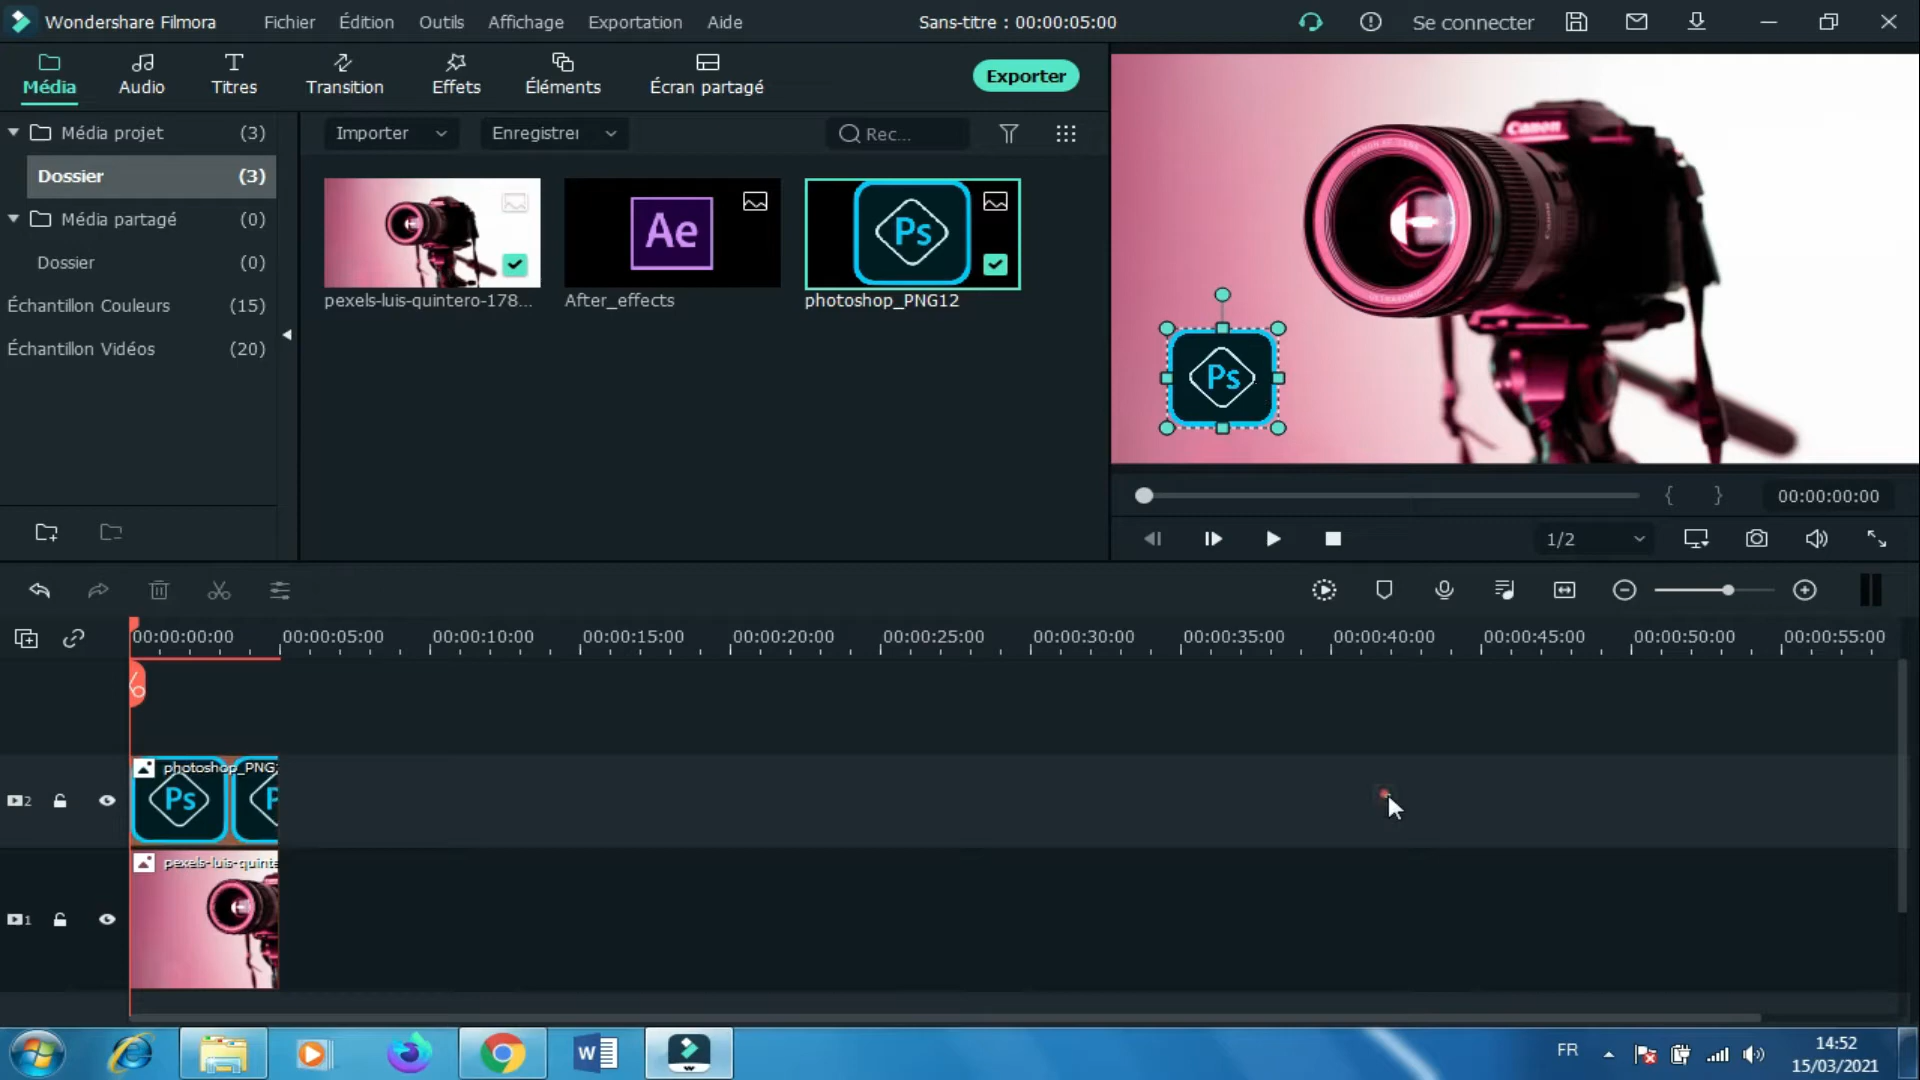 Wondershare Filmora Fichier Édition Outils Affichage Exportation Aide Sans-titre : 00:00:05:00 Se connecter
Média Audio Titres Transition Effets Éléments Écran partagé Exporter
Média projet (3)
Dossier (3)
Média partagé (0)
Dossier (0)
Échantillon Couleurs (15)
Échantillon Vidéos (20)
Importer Enregistrer Rec...
Ae
Ps
pexels-luis-quintero-178... After_effects photoshop_PNG12
Canon
Ps
{ } 00:00:00:00
1/2
00:00:00:00 00:00:05:00 00:00:10:00 00:00:15:00 00:00:20:00 00:00:25:00 00:00:30:00 00:00:35:00 00:00:40:00 00:00:45:00 00:00:50:00 00:00:55:00
photoshop_PNG
2 Ps
pexels-luis-quinte
1
W
FR 14:52
15/03/2021